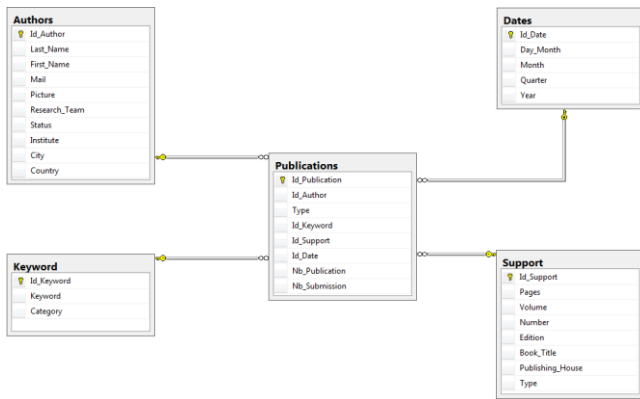 Authors
Id_Author
Last_Name
First_Name
Mail
Picture
Research_Team
Status
Institute
City
Country
Dates
Id_Date
Day_Month
Month
Quarter
Year
Publications
Id_Publication
Id_Author
Type
Id_Keyword
Id_Support
Id_Date
Nb_Publication
Nb_Submission
Keyword
Id_Keyword
Keyword
Category
Support
Id_Support
Pages
Volume
Number
Edition
Book_Title
Publishing_House
Type